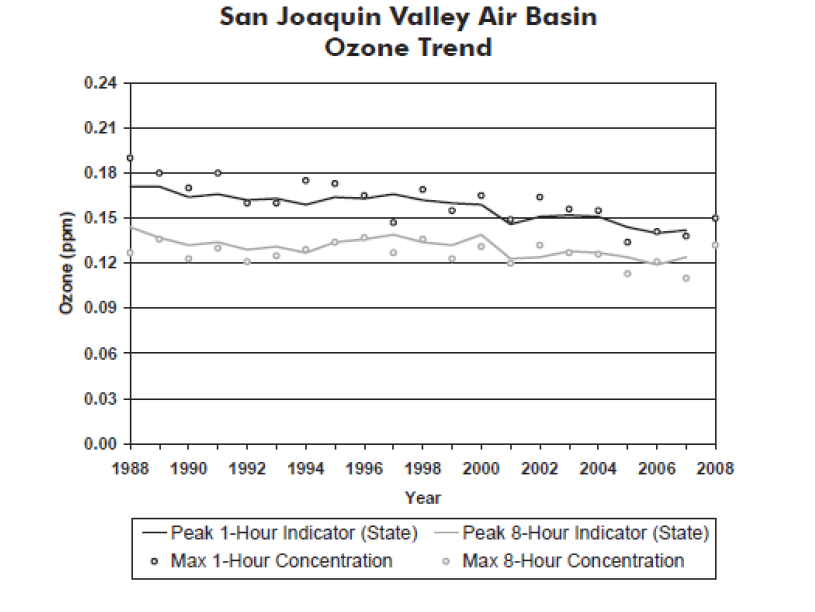 San Joaquin Valley Air Basin
Ozone Trend
0.24
0.21
0.18
0.15
0.12
0.09
0.06
0.03
0.00
Ozone (ppm)
1988 1990 1992 1994 1996 1998 2000 2002 2004 2006 2008
Year
Peak 1-Hour Indicator (State) Peak 8-Hour Indicator (State)
Max 1-Hour Concentration Max 8-Hour Concentration